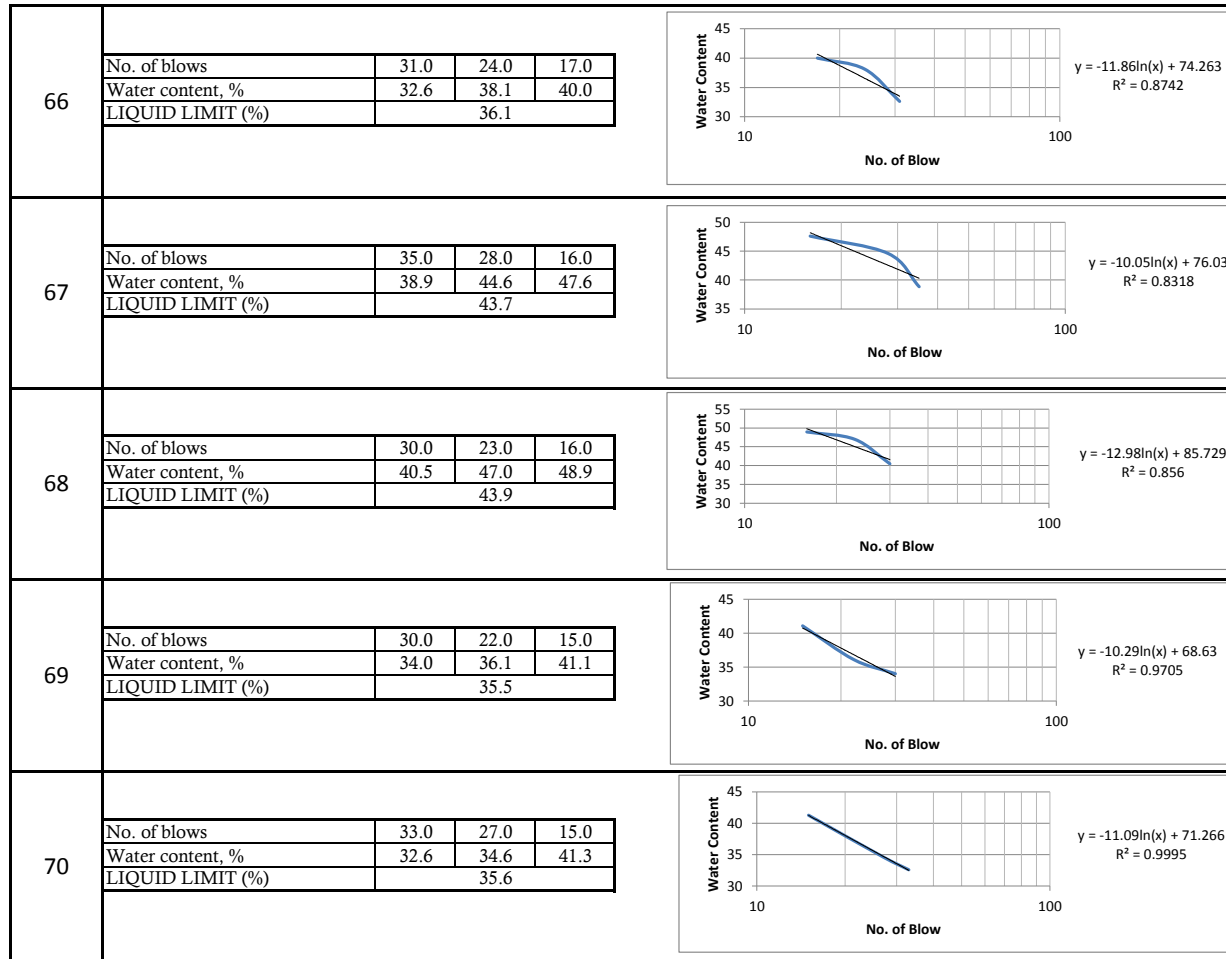 66
No. of blows 31.0 24.0 17.0
Water content, % 32.6 38.1 40.0
LIQUID LIMIT (%) 36.1
Water Content
45
40
35
30
10 100
No. of Blow
y = -11.86ln(x) + 74.263
R² = 0.8742
67
No. of blows 35.0 28.0 16.0
Water content, % 38.9 44.6 47.6
LIQUID LIMIT (%) 43.7
Water Content
50
45
40
35
10 100
No. of Blow
y = -10.05ln(x) + 76.03
R² = 0.8318
68
No. of blows 30.0 23.0 16.0
Water content, % 40.5 47.0 48.9
LIQUID LIMIT (%) 43.9
Water Content
55
50
45
40
35
30
10 100
No. of Blow
y = -12.98ln(x) + 85.729
R² = 0.856
69
No. of blows 30.0 22.0 15.0
Water content, % 34.0 36.1 41.1
LIQUID LIMIT (%) 35.5
Water Content
45
40
35
30
10 100
No. of Blow
y = -10.29ln(x) + 68.63
R² = 0.9705
70
No. of blows 33.0 27.0 15.0
Water content, % 32.6 34.6 41.3
LIQUID LIMIT (%) 35.6
Water Content
45
40
35
30
10 100
No. of Blow
y = -11.09ln(x) + 71.266
R² = 0.9995